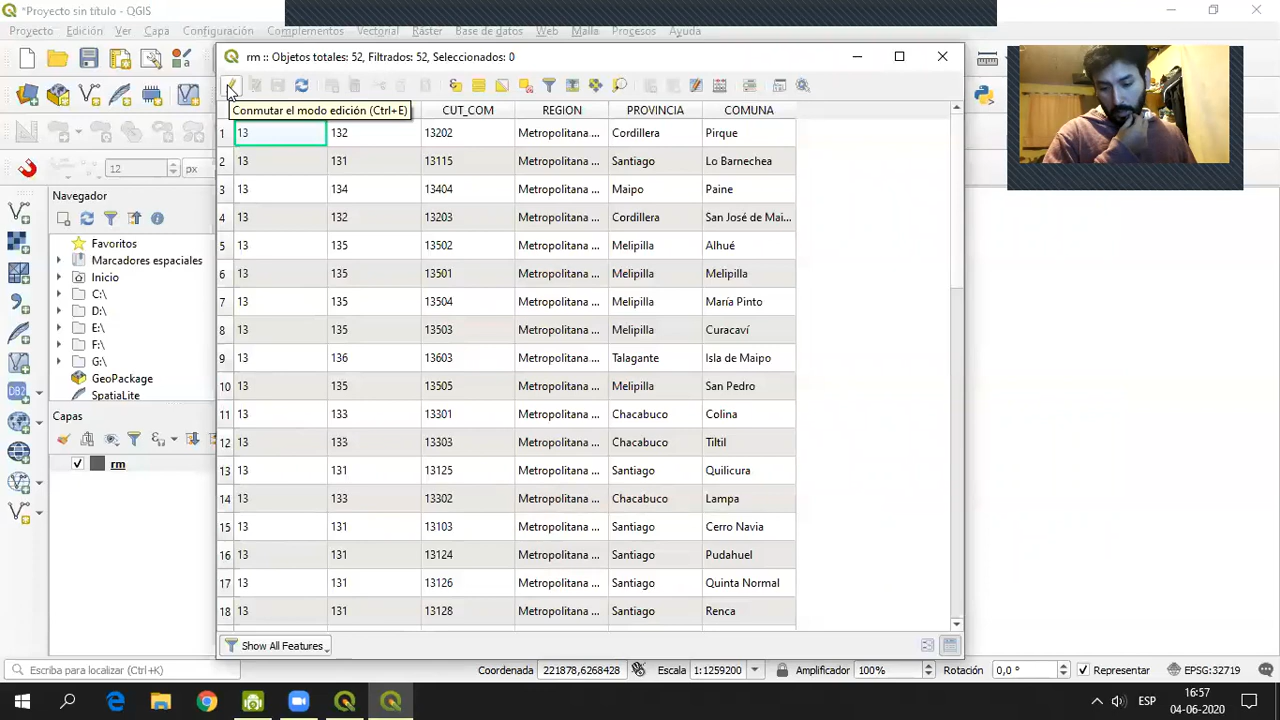 *Proyecto sin título - QGIS
Proyecto Edición Ver Capa Configuración Complementos Vectorial Ráster Base de datos Web Malla Procesos Ayuda
rm :: Objetos totales: 52, Filtrados: 52, Seleccionados: 0
Conmutar el modo edición (Ctrl+E)
CUT_COM REGION PROVINCIA COMUNA
1 13 132 13202 Metropolitana ... Cordillera Pirque
2 13 131 13115 Metropolitana ... Santiago Lo Barnechea
3 13 134 13404 Metropolitana ... Maipo Paine
4 13 132 13203 Metropolitana ... Cordillera San José de Mai...
5 13 135 13502 Metropolitana ... Melipilla Alhué
6 13 135 13501 Metropolitana ... Melipilla Melipilla
7 13 135 13504 Metropolitana ... Melipilla María Pinto
8 13 135 13503 Metropolitana ... Melipilla Curacaví
9 13 136 13603 Metropolitana ... Talagante Isla de Maipo
10 13 135 13505 Metropolitana ... Melipilla San Pedro
11 13 133 13301 Metropolitana ... Chacabuco Colina
12 13 133 13303 Metropolitana ... Chacabuco Tiltil
13 13 131 13125 Metropolitana ... Santiago Quilicura
14 13 133 13302 Metropolitana ... Chacabuco Lampa
15 13 131 13103 Metropolitana ... Santiago Cerro Navia
16 13 131 13124 Metropolitana ... Santiago Pudahuel
17 13 131 13126 Metropolitana ... Santiago Quinta Normal
18 13 131 13128 Metropolitana ... Santiago Renca
Show All Features
12 px
Navegador
Favoritos
Marcadores espaciales
Inicio
C:\
D:\
E:\
F:\
G:\
GeoPackage
SpatiaLite
DB2
Capas
rm
Escriba para localizar (Ctrl+K)
Coordenada 221878,6268428 Escala 1:1259200 Amplificador 100% Rotación 0,0 ° Representar EPSG:32719
ESP
16:57
04-06-2020